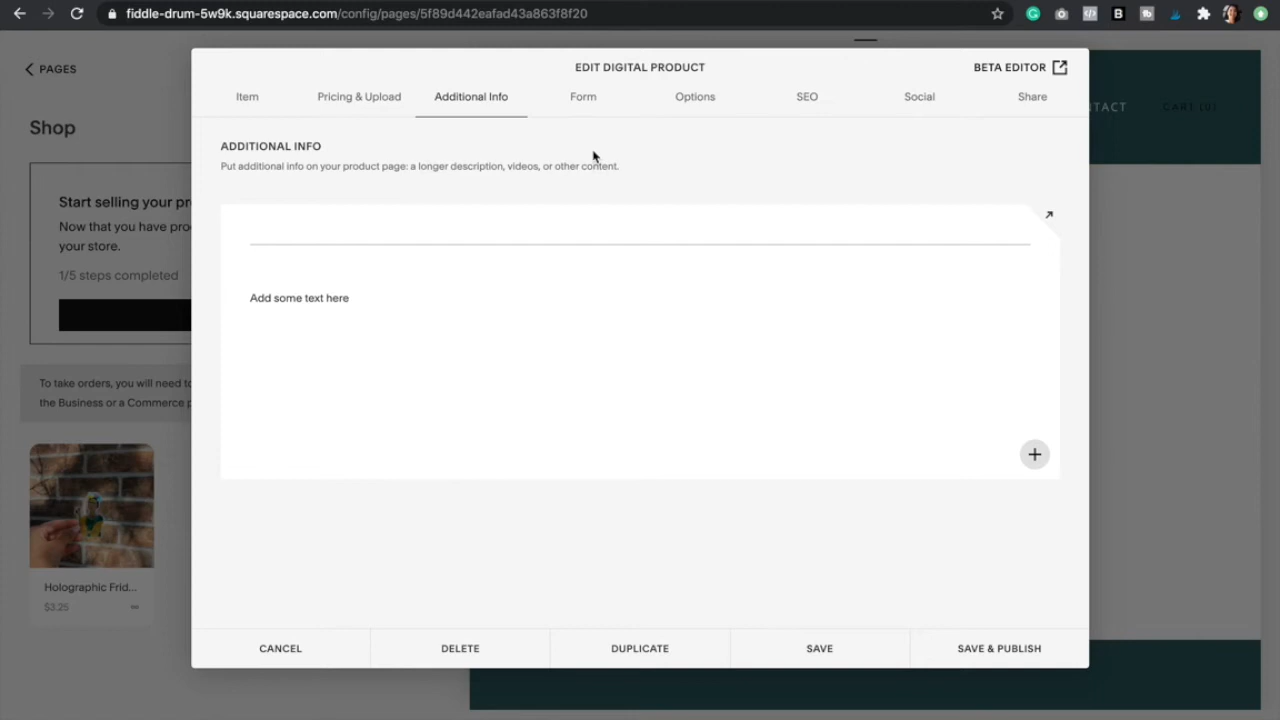 fiddle-drum-5w9k.squarespace.com/config/pages/5f89d442eafad43a863f8f20
PAGES
Shop
Start selling your pr
Now that you have proc
your store.
1/5 steps completed
To take orders, you will need to
the Business or a Commerce p
Holographic Frid...
$3.25
EDIT DIGITAL PRODUCT
BETA EDITOR
Item
Pricing & Upload
Additional Info
Form
Options
SEO
Social
Share
ADDITIONAL INFO
Put additional info on your product page: a longer description, videos, or other content.
Add some text here
CANCEL
DELETE
DUPLICATE
SAVE
SAVE & PUBLISH
NTACT
CART (0)